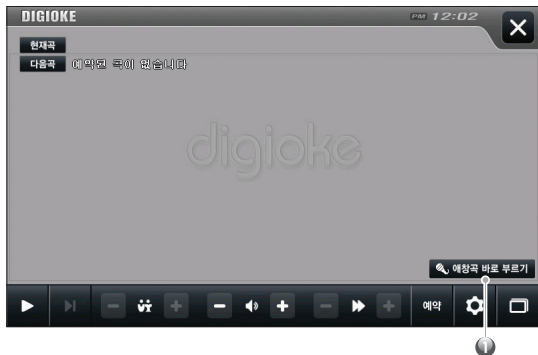 DIGIOKE
PM 12:02
현재곡
다음곡 예약된 곡이 없습니다
digioke
애창곡 바로 부르기
예약
1